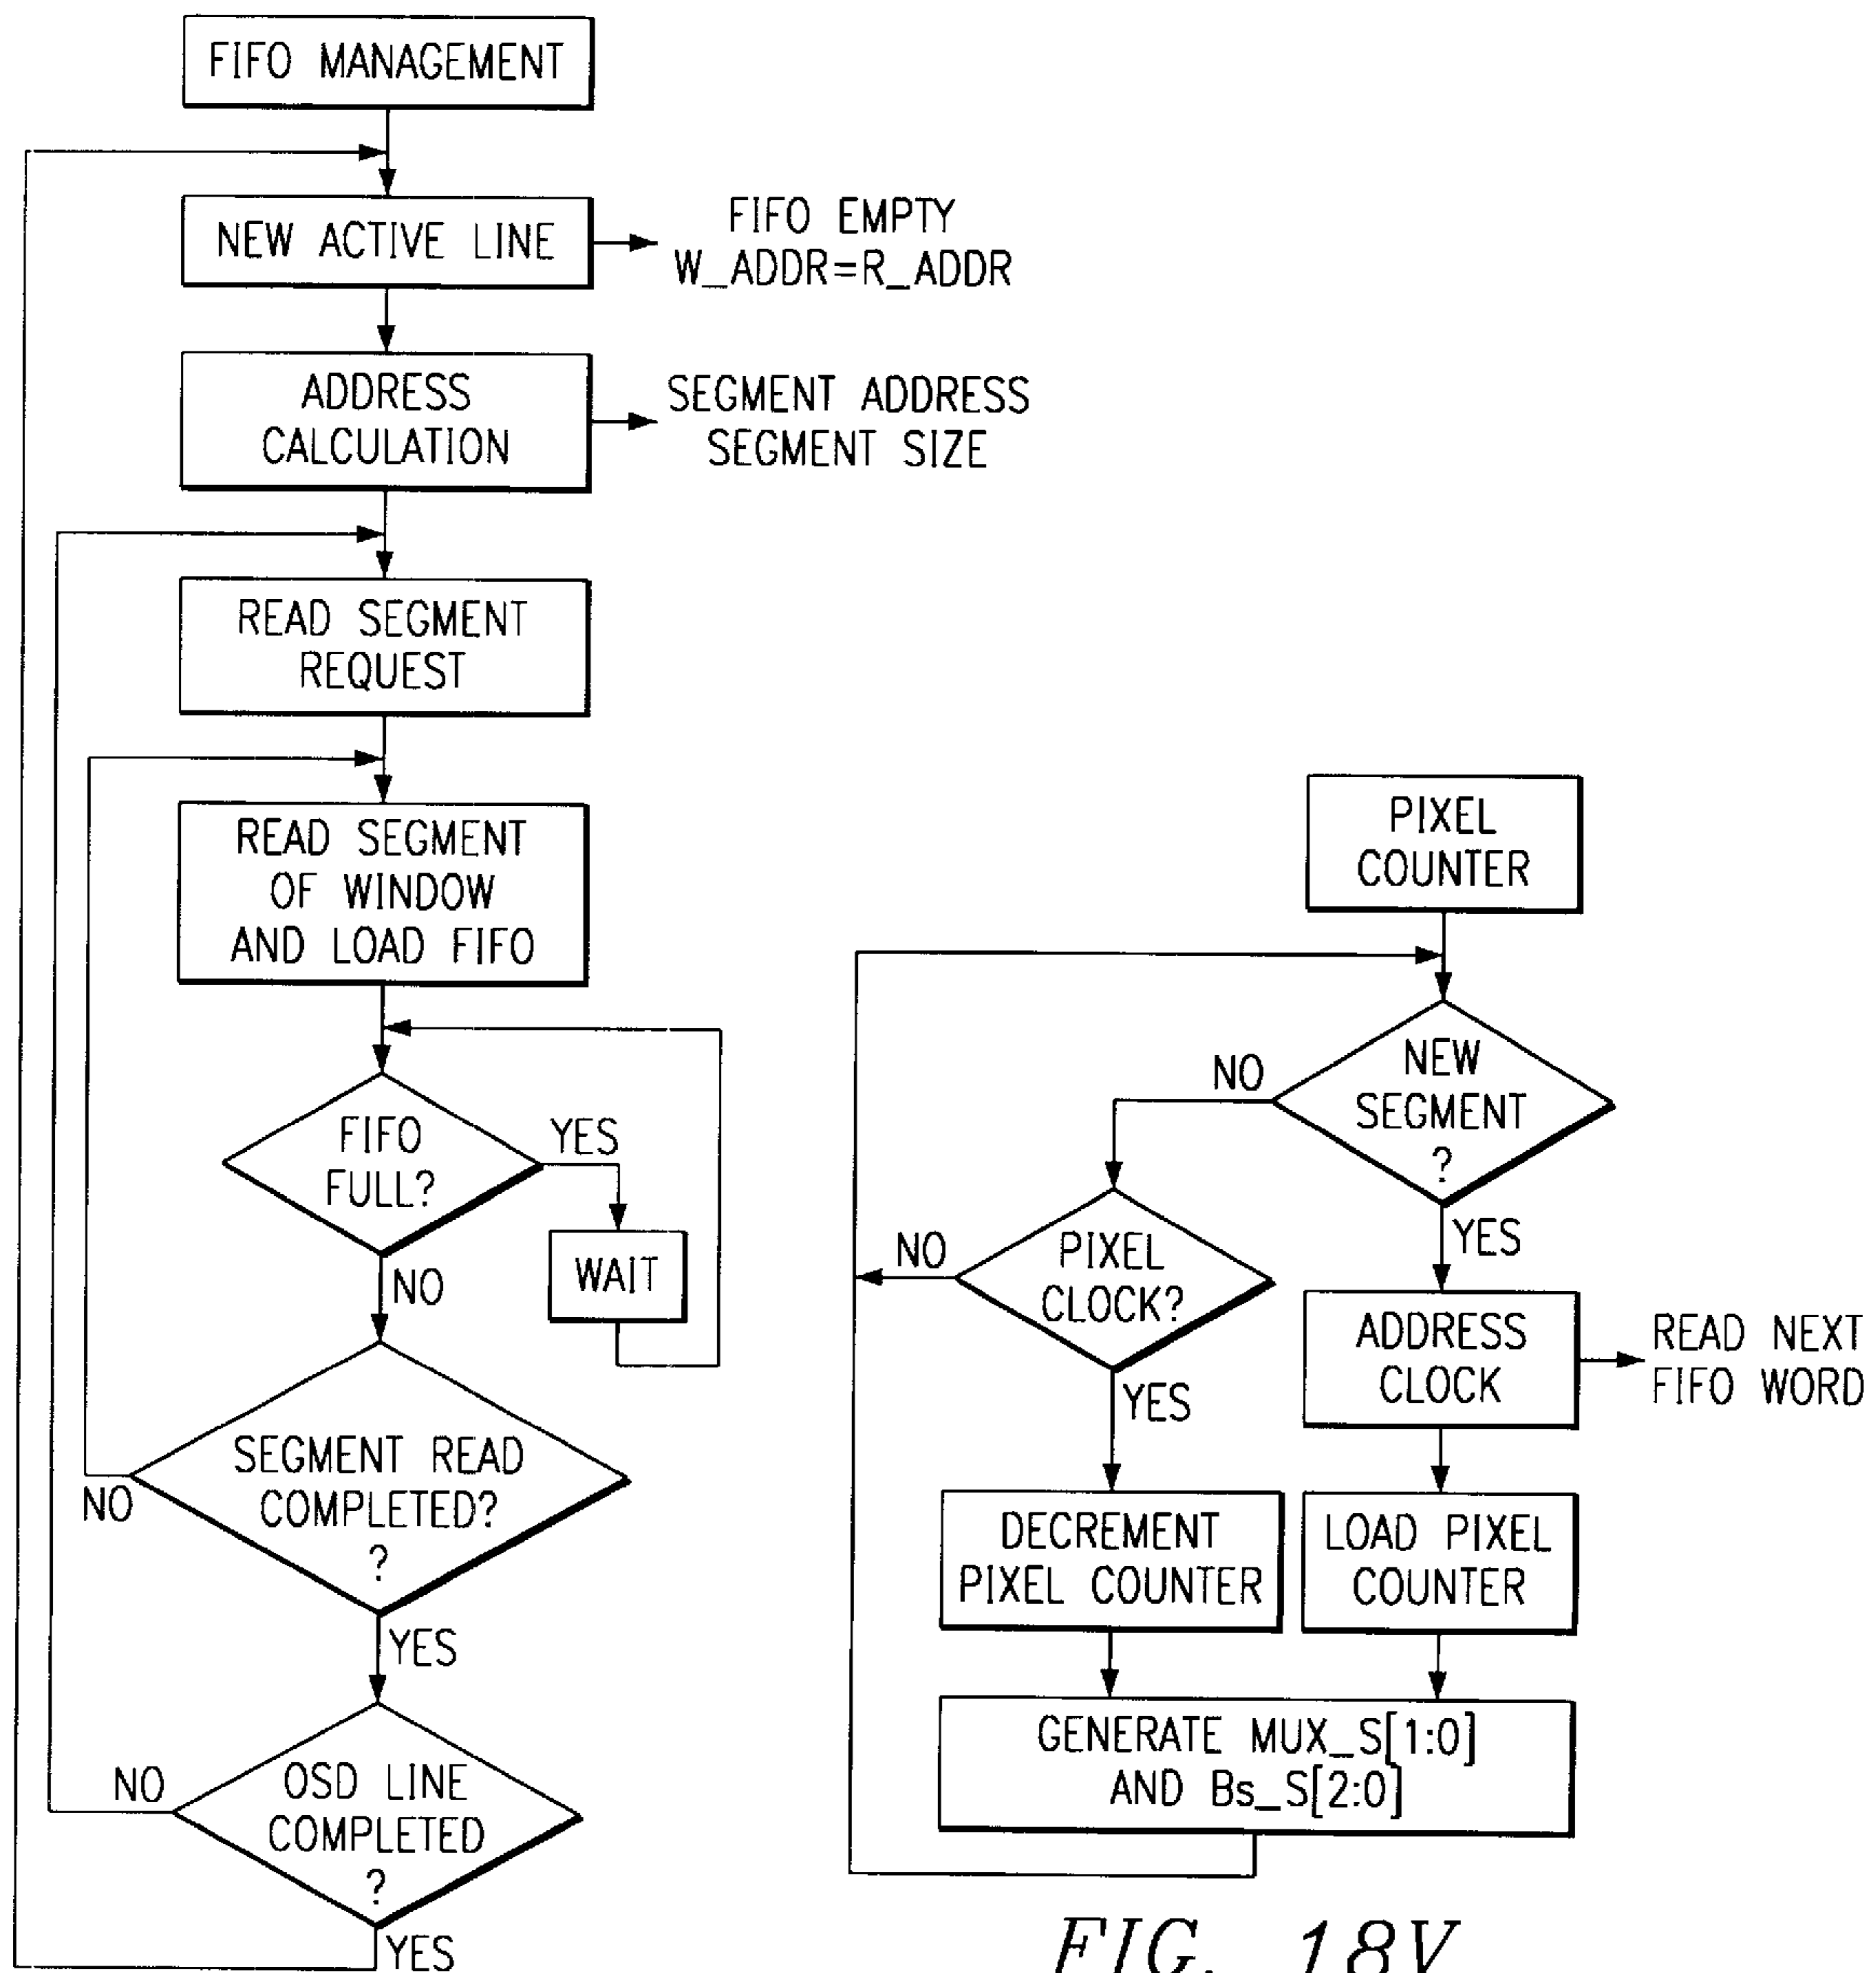 FIFO MANAGEMENT
NEW ACTIVE LINE
FIFO EMPTY
W_ADDR=R_ADDR
ADDRESS
CALCULATION
SEGMENT ADDRESS
SEGMENT SIZE
READ SEGMENT
REQUEST
READ SEGMENT
OF WINDOW
AND LOAD FIFO
FIFO
FULL?
YES
WAIT
NO
SEGMENT READ
COMPLETED?
?
NO
YES
OSD LINE
COMPLETED
?
NO
YES
PIXEL
COUNTER
NEW
SEGMENT
?
NO
YES
PIXEL
CLOCK?
NO
YES
ADDRESS
CLOCK
READ NEXT
FIFO WORD
DECREMENT
PIXEL COUNTER
LOAD PIXEL
COUNTER
GENERATE MUX_S[1:0]
AND Bs_S[2:0]
FIG. 18V